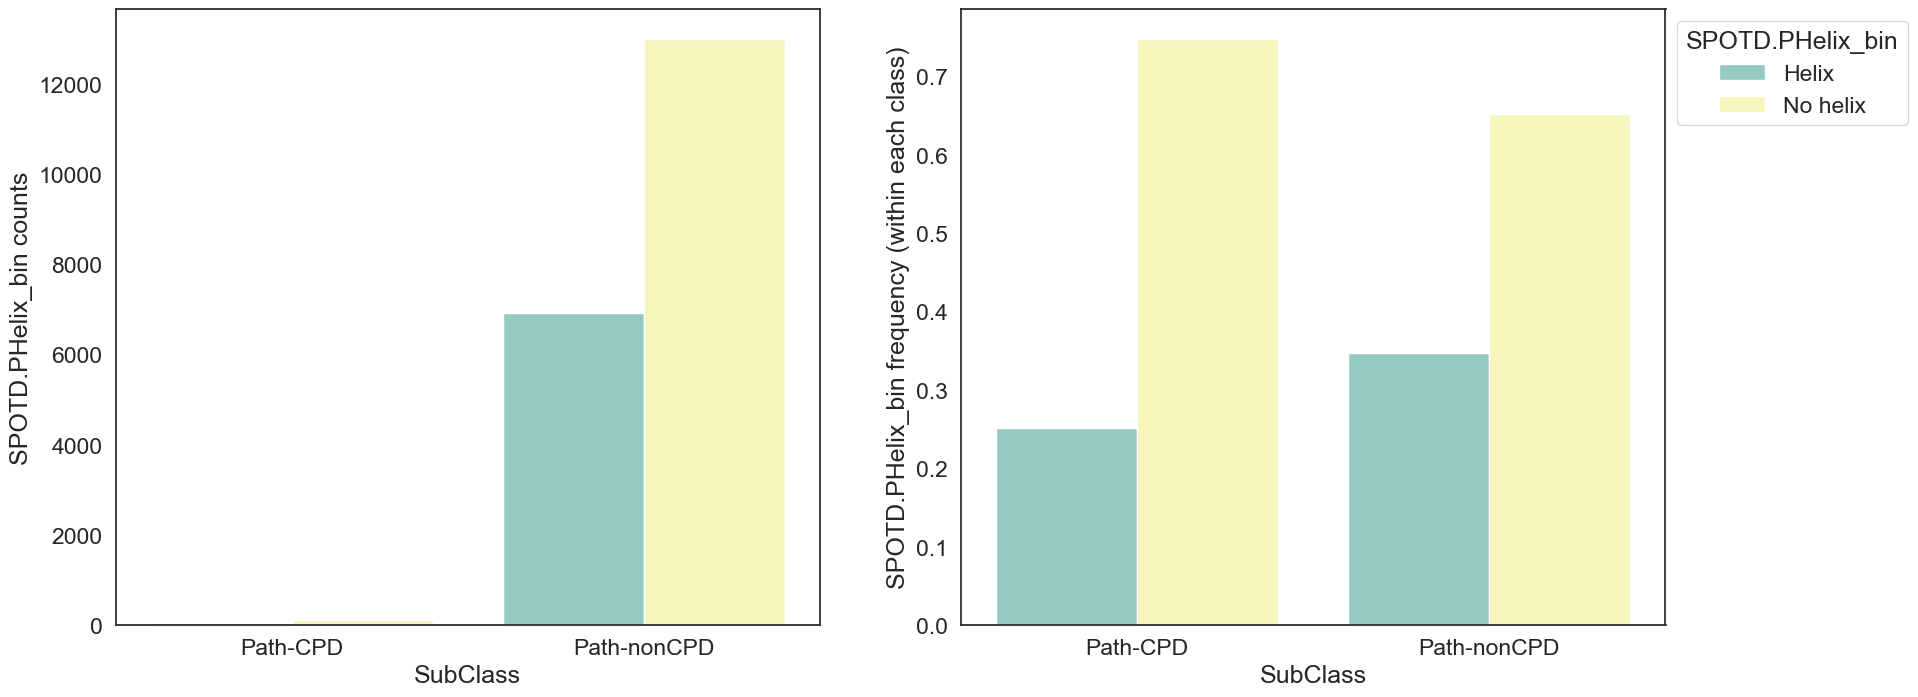 SPOTD.PHelix_bin counts
12000
10000
8000
6000
4000
2000
0
Path-CPD
Path-nonCPD
SubClass
SPOTD.PHelix_bin frequency (within each class)
0.7
0.6
0.5
0.4
0.3
0.2
0.1
0.0
Path-CPD
Path-nonCPD
SubClass
SPOTD.PHelix_bin
Helix
No helix